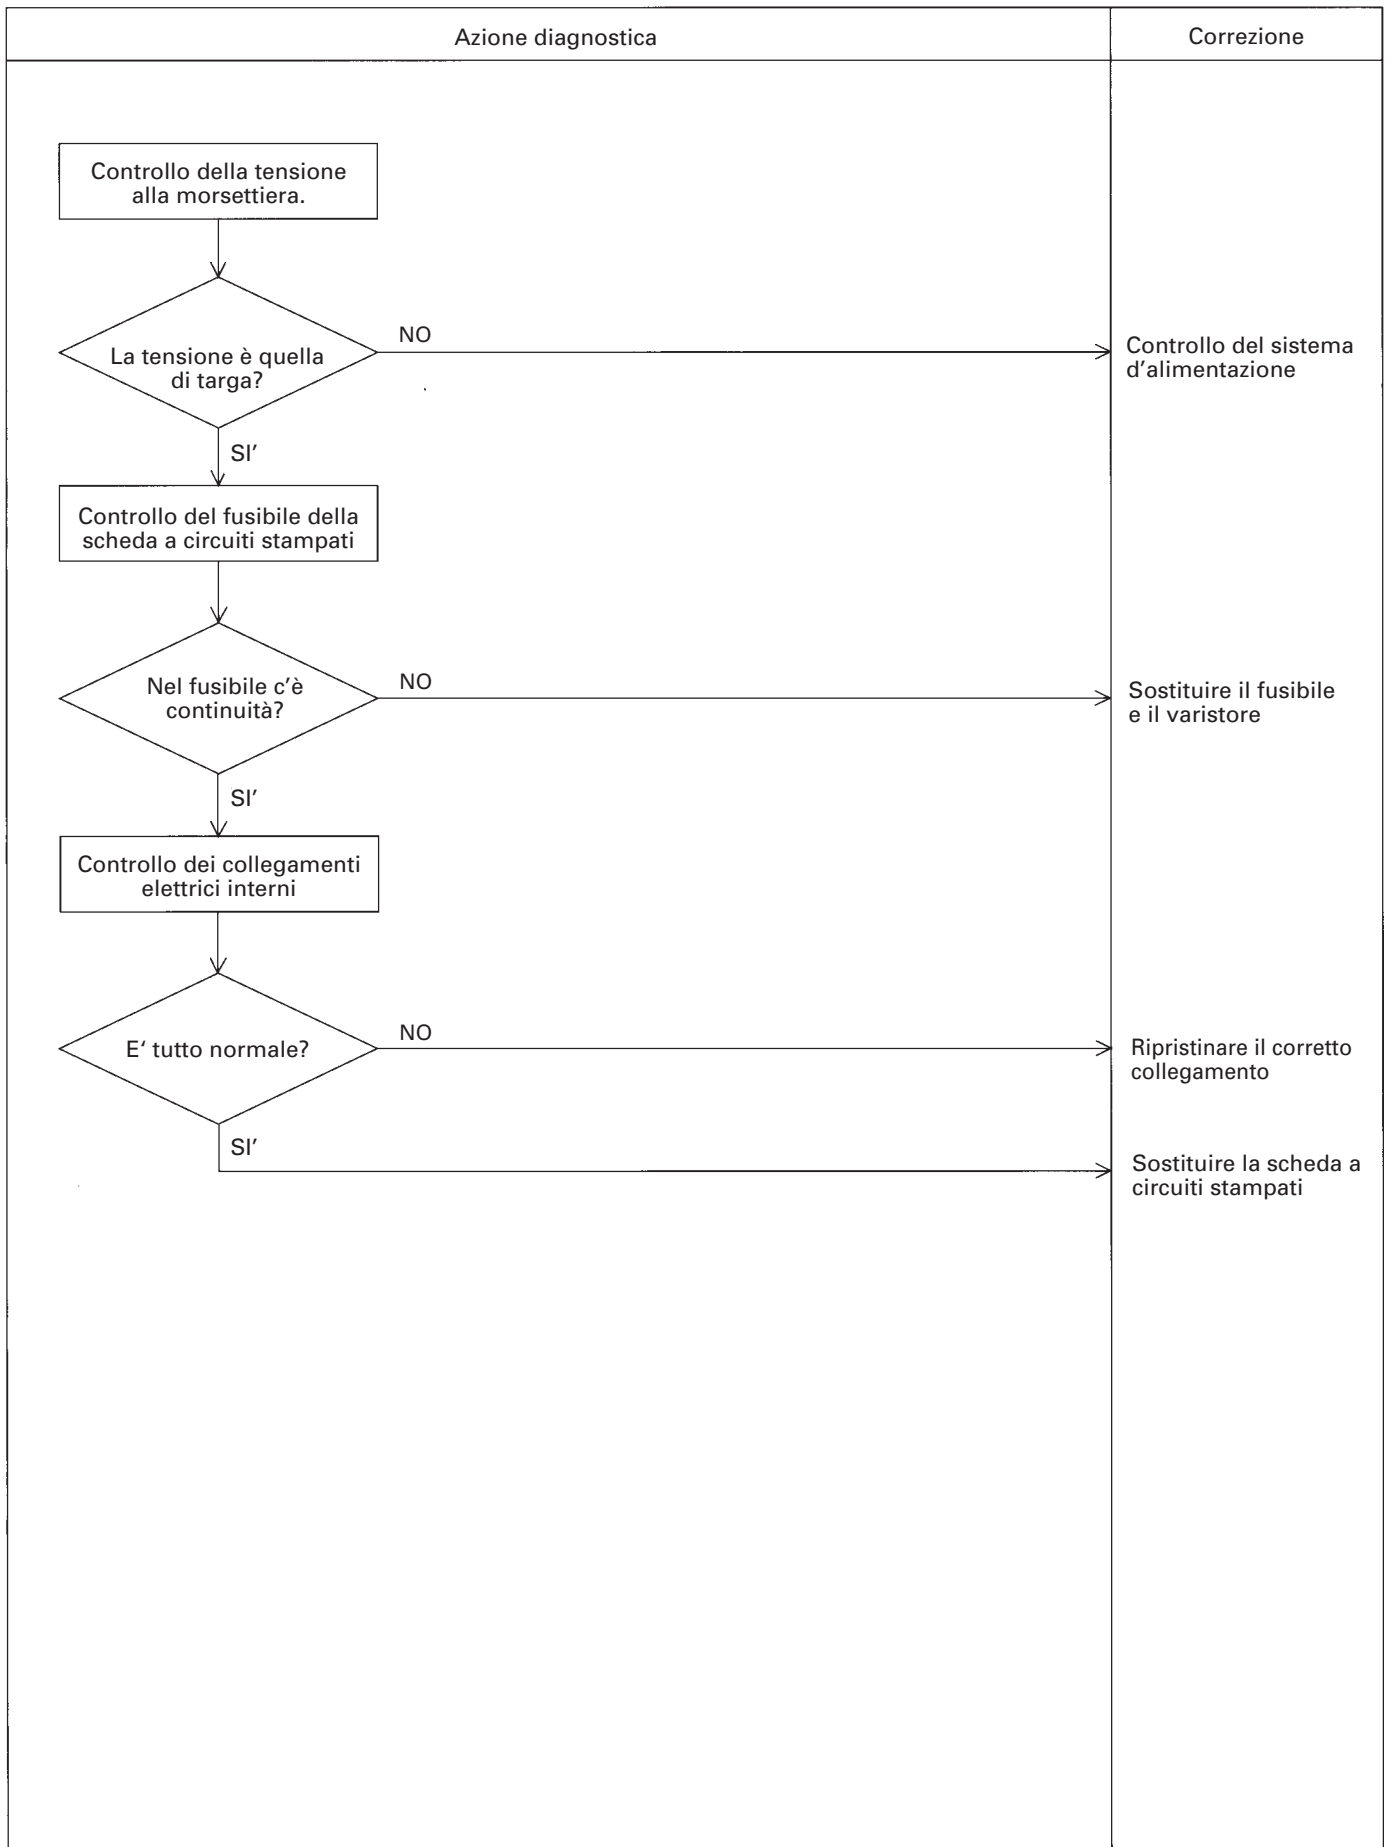 Azione diagnostica
Correzione
Controllo della tensione
alla morsettiera.
La tensione è quella
di targa?
NO
Controllo del sistema
d'alimentazione
SI’
Controllo del fusibile della
scheda a circuiti stampati
Nel fusibile c’è
continuità?
NO
Sostituire il fusibile
e il varistore
SI’
Controllo dei collegamenti
elettrici interni
E‘ tutto normale?
NO
Ripristinare il corretto
collegamento
SI’
Sostituire la scheda a
circuiti stampati